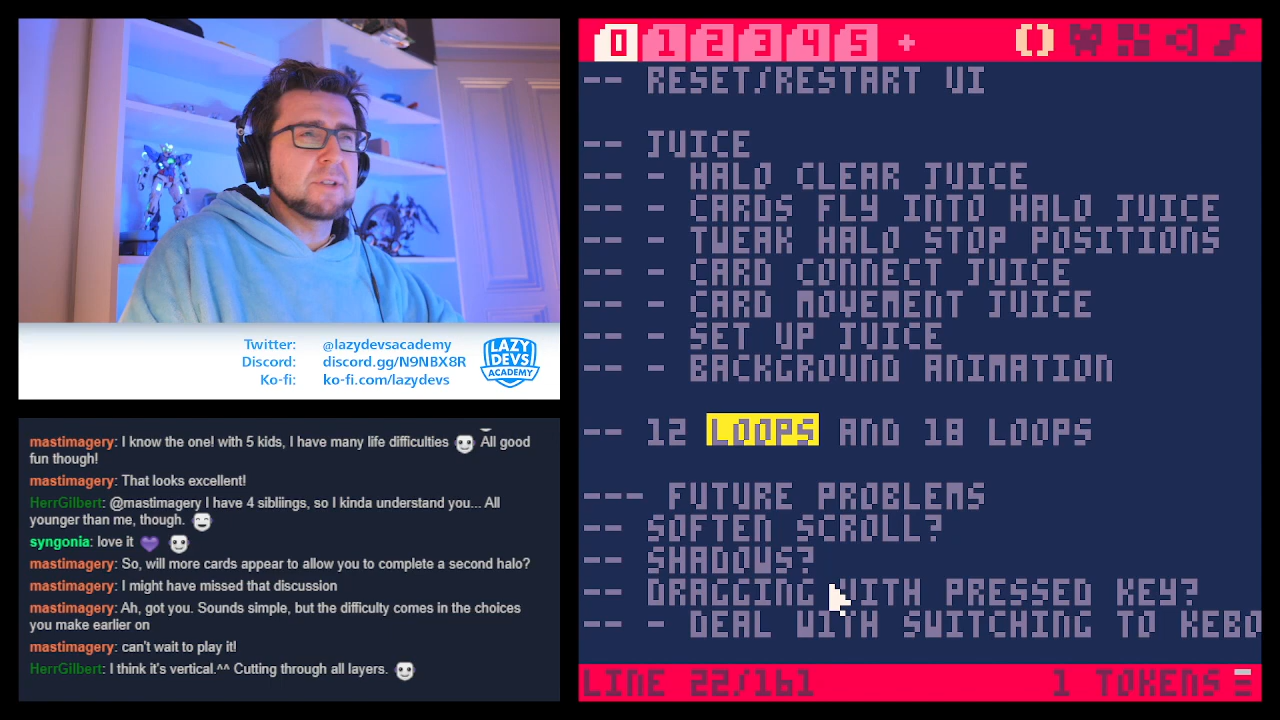 0 1 2 3 4 5 +
-- RESET/RESTART UI
-- JUICE
-- - HALO CLEAR JUICE
-- - CARDS FLY INTO HALO JUICE
-- - TWEAK HALO STOP POSITIONS
-- - CARD CONNECT JUICE
-- - CARD MOVEMENT JUICE
-- - SET UP JUICE
-- - BACKGROUND ANIMATION
-- 12 LOOPS AND 18 LOOPS
--- FUTURE PROBLEMS
-- SOFTEN SCROLL?
-- SHADOWS?
-- DRAGGING WITH PRESSED KEY?
-- - DEAL WITH SWITCHING TO KEBO
LINE 22/161 1 TOKENS
Twitter: @lazydevsacademy
Discord: discord.gg/N9NBX8R
Ko-fi: ko-fi.com/lazydevs
LAZY
DEVS
ACADEMY
mastimagery: I know the one! with 5 kids, I have many life difficulties All good
fun though!
mastimagery: That looks excellent!
HerrGilbert: @mastimagery I have 4 sibliings, so I kinda understand you... All
younger than me, though.
syngonia: love it
mastimagery: So, will more cards appear to allow you to complete a second halo?
mastimagery: I might have missed that discussion
mastimagery: Ah, got you. Sounds simple, but the difficulty comes in the choices
you make earlier on
mastimagery: can't wait to play it!
HerrGilbert: I think it's vertical.^^ Cutting through all layers.